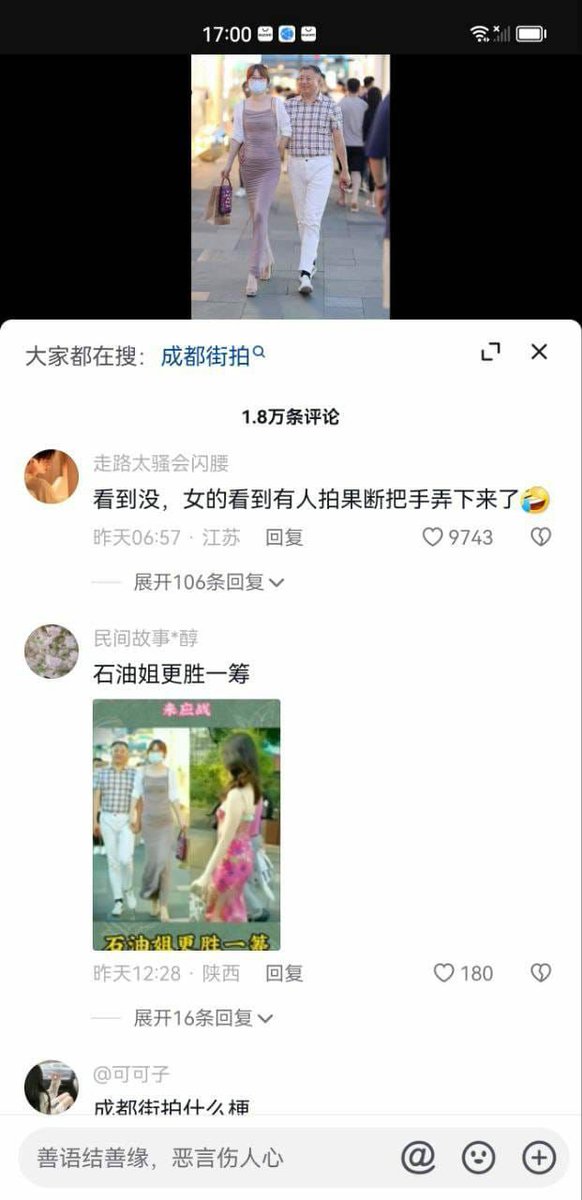 17:00
大家都在搜：成都街拍
1.8万条评论
走路太骚会闪腰
看到没，女的看到有人拍果断把手弄下来了🤣
昨天06:57 · 江苏 回复 9743
展开106条回复
民间故事*醇
石油姐更胜一筹
来应战
石油姐更胜一筹
昨天12:28 · 陕西 回复 180
展开16条回复
@可可子
成都街拍什么梗
善语结善缘，恶言伤人心